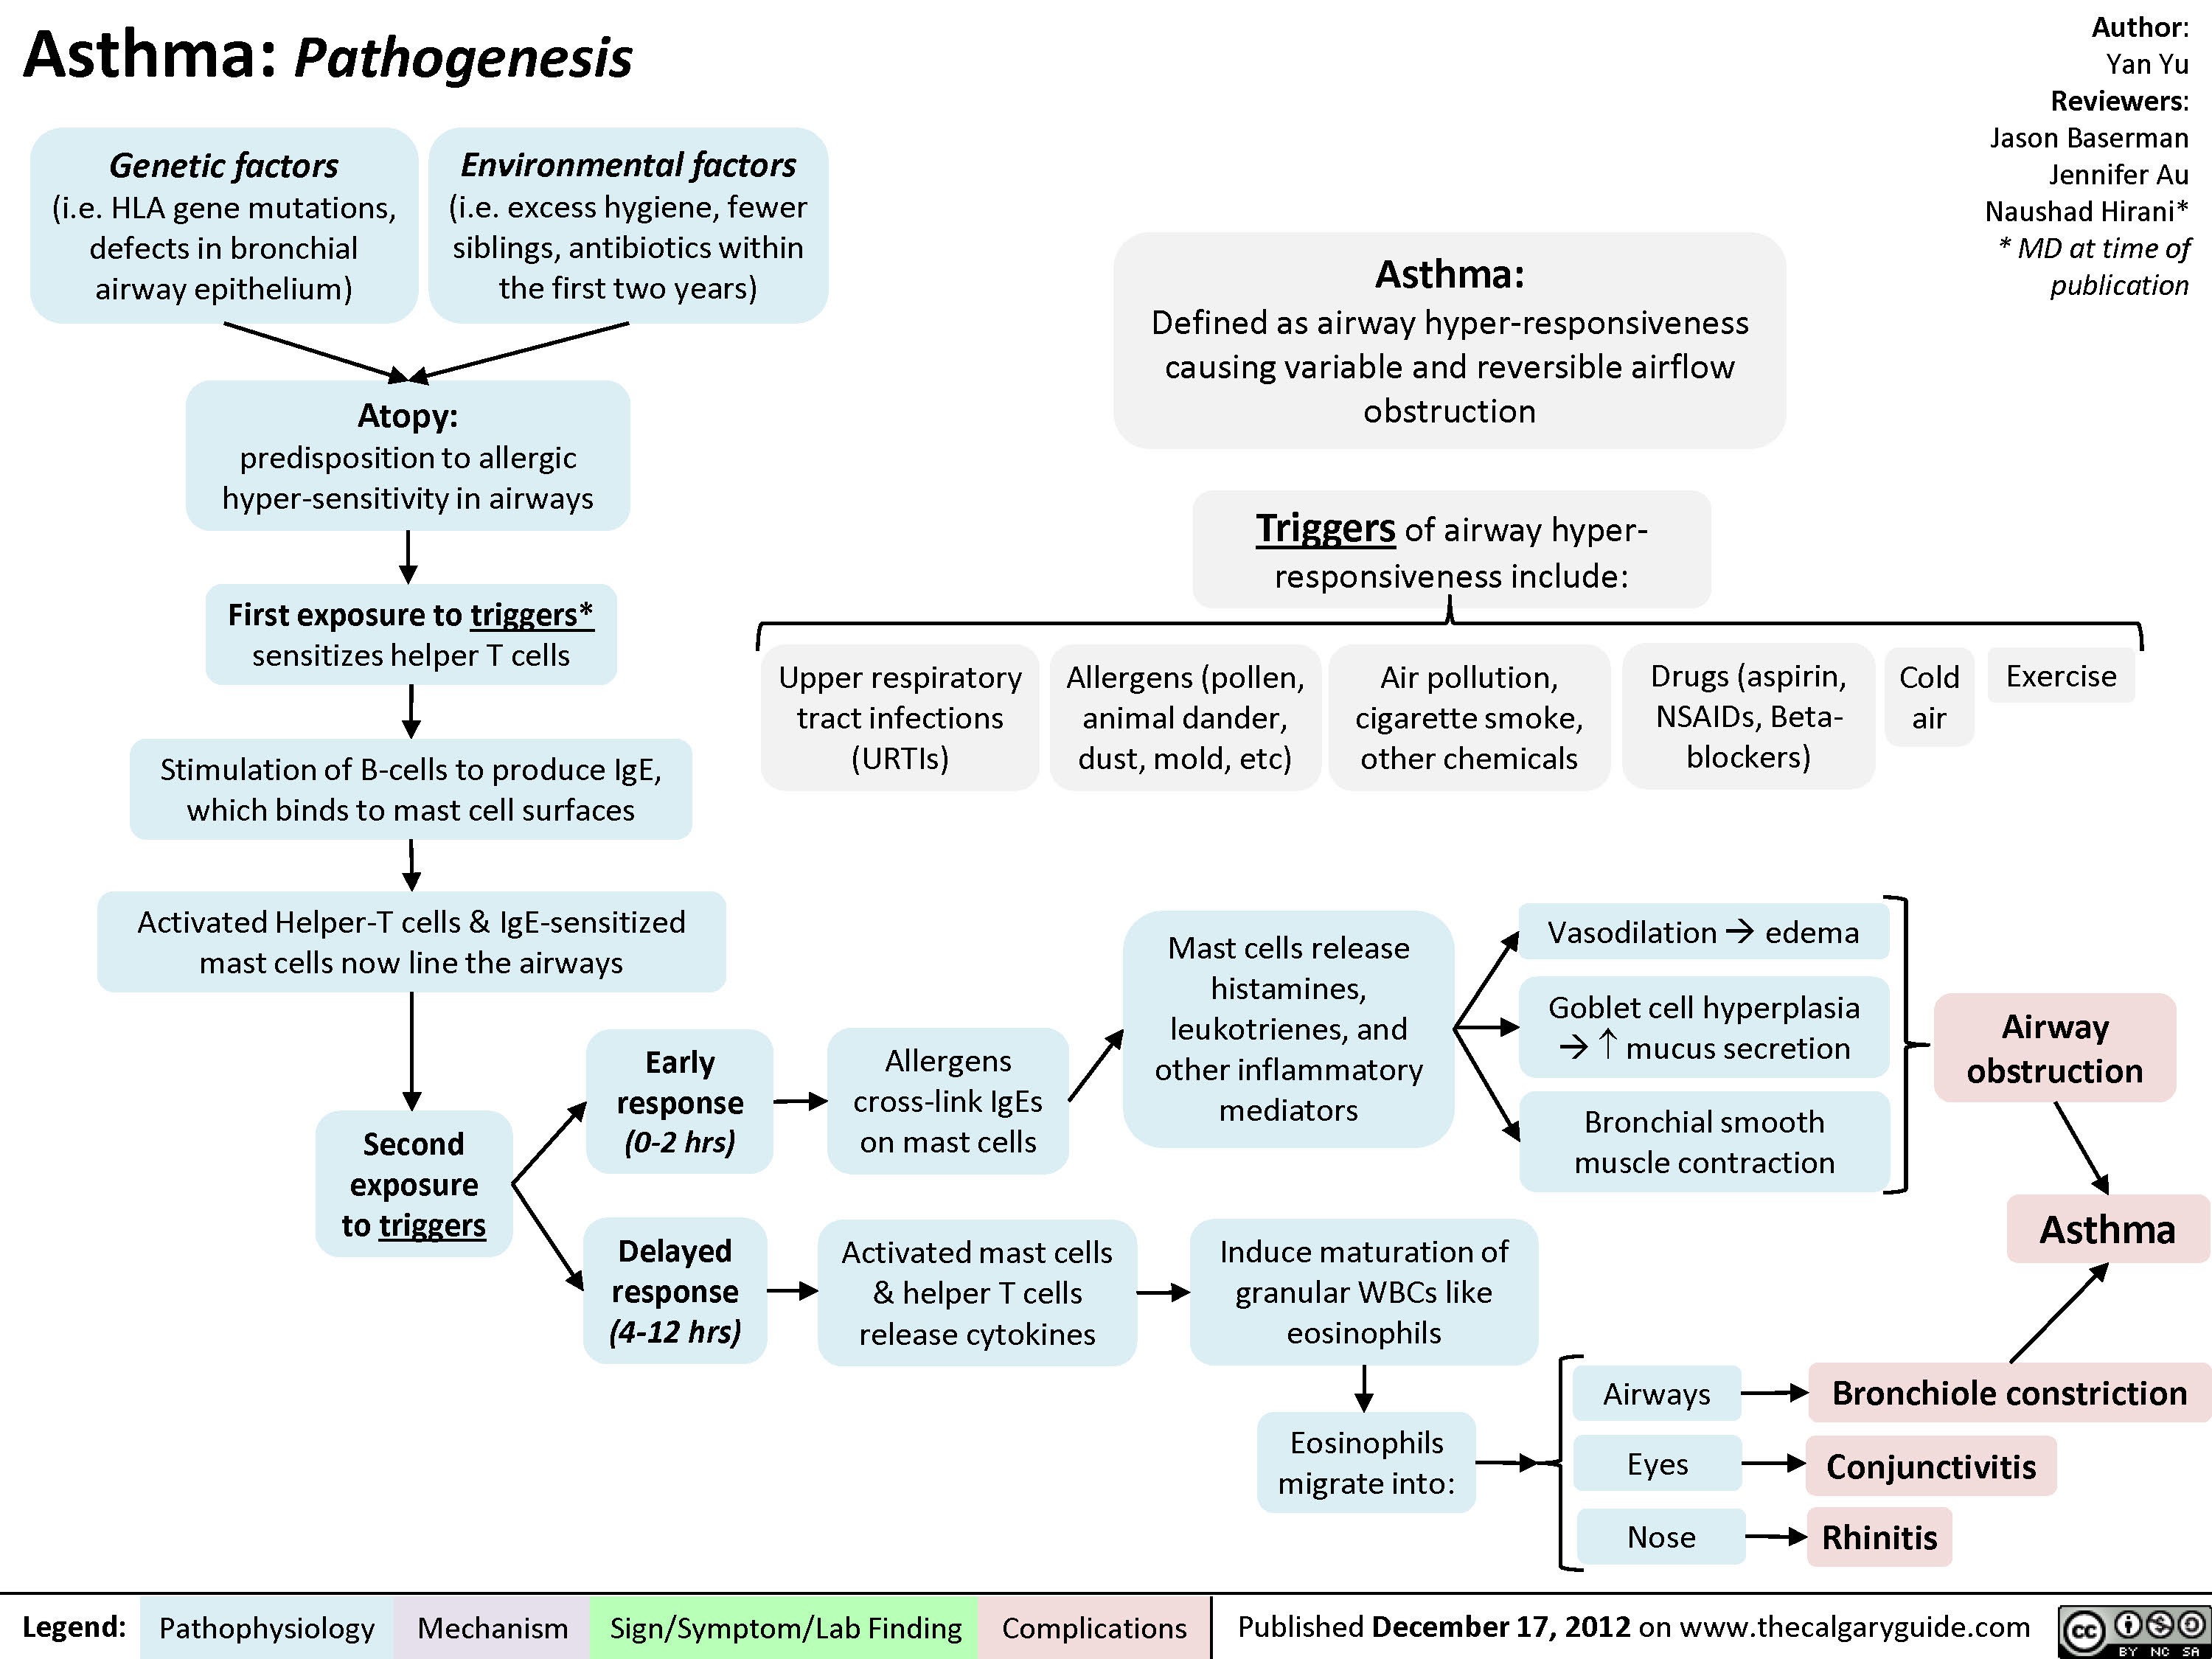 Asthma: Pathogenesis
Author:
Yan Yu
Reviewers:
Jason Baserman
Jennifer Au
Naushad Hirani*
* MD at time of
publication
Genetic factors
(i.e. HLA gene mutations,
defects in bronchial
airway epithelium)
Environmental factors
(i.e. excess hygiene, fewer
siblings, antibiotics within
the first two years)
Atopy:
predisposition to allergic
hyper-sensitivity in airways
First exposure to triggers*
sensitizes helper T cells
Stimulation of B-cells to produce IgE,
which binds to mast cell surfaces
Activated Helper-T cells & IgE-sensitized
mast cells now line the airways
Asthma:
Defined as airway hyper-responsiveness
causing variable and reversible airflow
obstruction
Triggers of airway hyper-
responsiveness include:
Upper respiratory
tract infections
(URTIs)
Allergens (pollen,
animal dander,
dust, mold, etc)
Air pollution,
cigarette smoke,
other chemicals
Drugs (aspirin,
NSAIDs, Beta-
blockers)
Cold
air
Exercise
Second
exposure
to triggers
Early
response
(0-2 hrs)
Allergens
cross-link IgEs
on mast cells
Mast cells release
histamines,
leukotrienes, and
other inflammatory
mediators
Vasodilation → edema
Goblet cell hyperplasia
→ ↑ mucus secretion
Bronchial smooth
muscle contraction
Airway
obstruction
Asthma
Delayed
response
(4-12 hrs)
Activated mast cells
& helper T cells
release cytokines
Induce maturation of
granular WBCs like
eosinophils
Eosinophils
migrate into:
Airways
Bronchiole constriction
Eyes
Conjunctivitis
Nose
Rhinitis
Legend: Pathophysiology Mechanism Sign/Symptom/Lab Finding Complications Published December 17, 2012 on www.thecalgaryguide.com
cc
BY NC SA